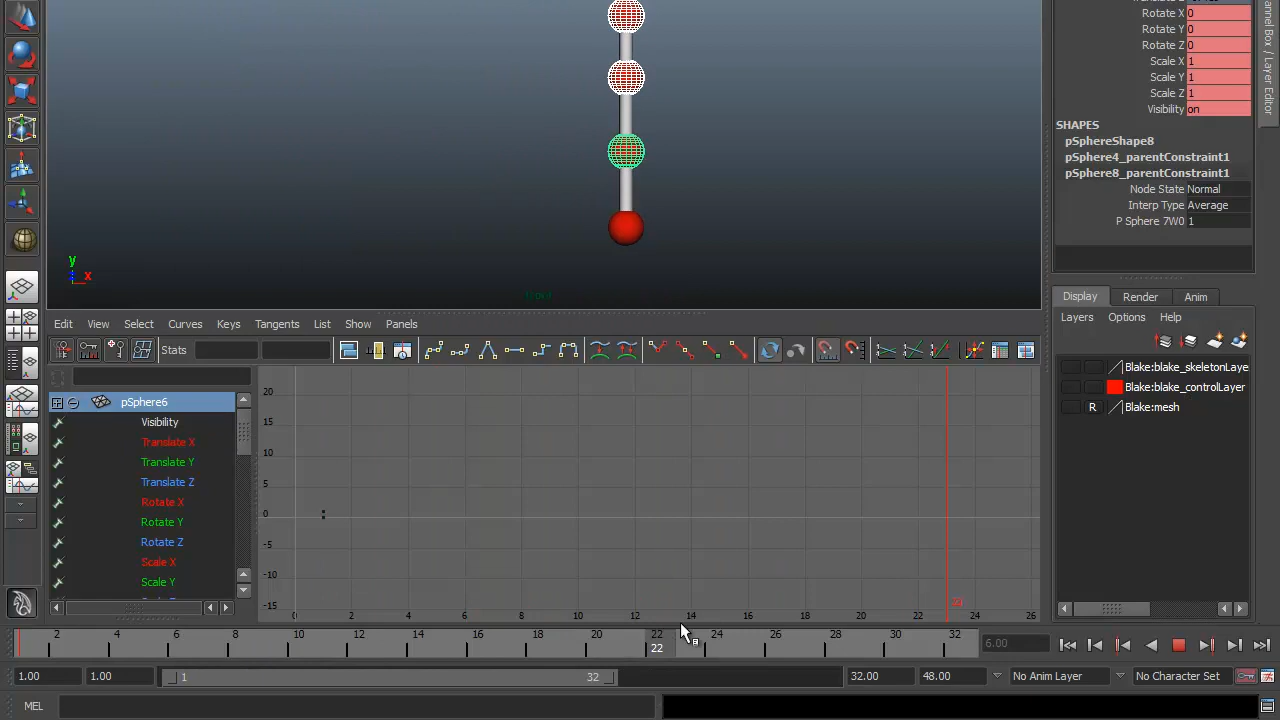 Rotate X 0
Rotate Y 0
Rotate Z 0
Scale X 1
Scale Y 1
Scale Z 1
Visibility on
SHAPES
pSphereShape8
pSphere4_parentConstraint1
pSphere8_parentConstraint1
Node State Normal
Interp Type Average
P Sphere 7W0 1
Channel Box / Layer Editor
y
x
Edit View Select Curves Keys Tangents List Show Panels
Stats
Display Render Anim
Layers Options Help
Blake:blake_skeletonLaye
Blake:blake_controlLayer
R Blake:mesh
pSphere6
Visibility
Translate X
Translate Y
Translate Z
Rotate X
Rotate Y
Rotate Z
Scale X
Scale Y
20
15
10
5
0
-5
-10
-15
0 2 4 6 8 10 12 14 16 18 20 22 24 26
2 4 6 8 10 12 14 16 18 20 22 24 26 28 30 32
22
6.00
1.00 1.00 1 32 32.00 48.00 No Anim Layer No Character Set
MEL